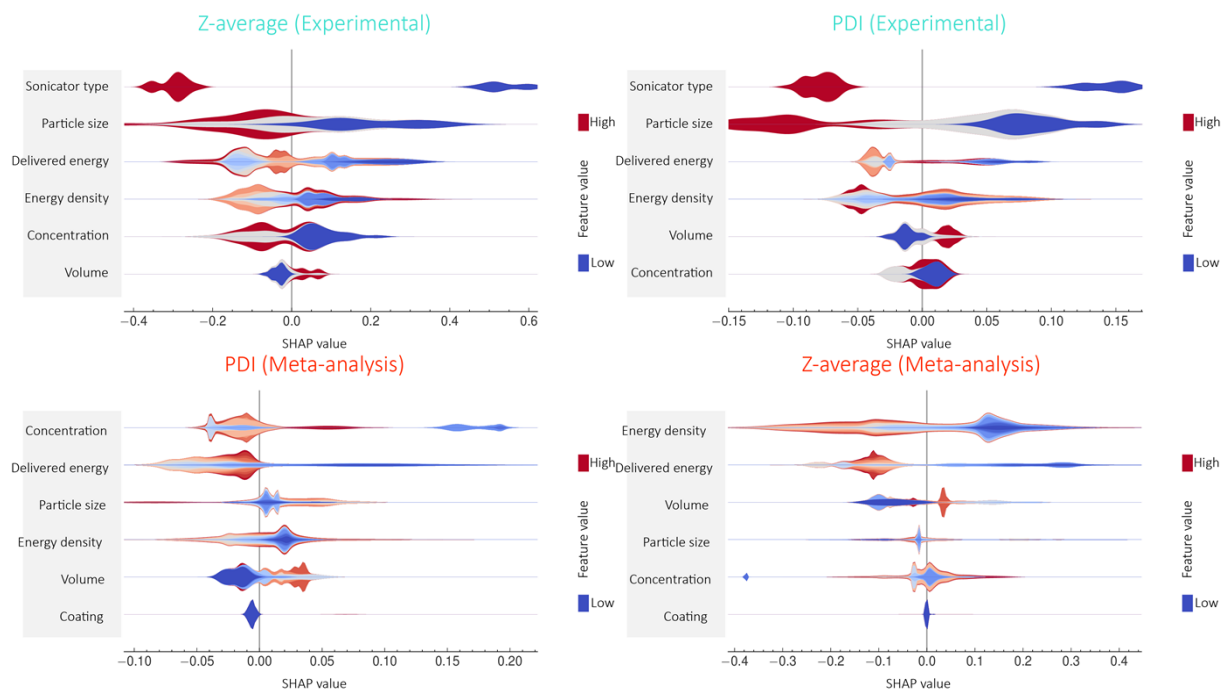 Z-average (Experimental)
Sonicator type
Particle size
Delivered energy
Energy density
Concentration
Volume
High
Feature value
Low
−0.4 −0.2 0.0 0.2 0.4 0.6
SHAP value
PDI (Experimental)
Sonicator type
Particle size
Delivered energy
Energy density
Volume
Concentration
High
Feature value
Low
−0.15 −0.10 −0.05 0.00 0.05 0.10 0.15
SHAP value
PDI (Meta-analysis)
Concentration
Delivered energy
Particle size
Energy density
Volume
Coating
High
Feature value
Low
−0.10 −0.05 0.00 0.05 0.10 0.15 0.20
SHAP value
Z-average (Meta-analysis)
Energy density
Delivered energy
Volume
Particle size
Concentration
Coating
High
Feature value
Low
−0.4 −0.3 −0.2 −0.1 0.0 0.1 0.2 0.3 0.4
SHAP value